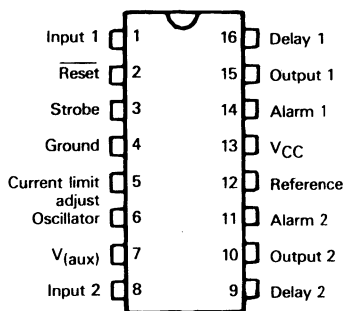 Input 1 1 16 Delay 1
Reset 2 15 Output 1
Strobe 3 14 Alarm 1
Ground 4 13 VCC
Current limit adjust 5 12 Reference
Oscillator 6 11 Alarm 2
V(aux) 7 10 Output 2
Input 2 8 9 Delay 2